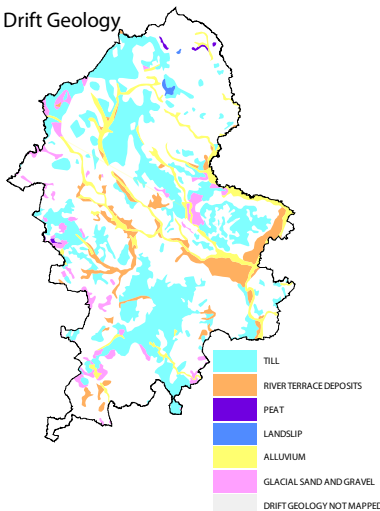 Drift Geology
TILL
RIVER TERRACE DEPOSITS
PEAT
LANDSLIP
ALLUVIUM
GLACIAL SAND AND GRAVEL
DRIFT GEOLOGY NOT MAPPED